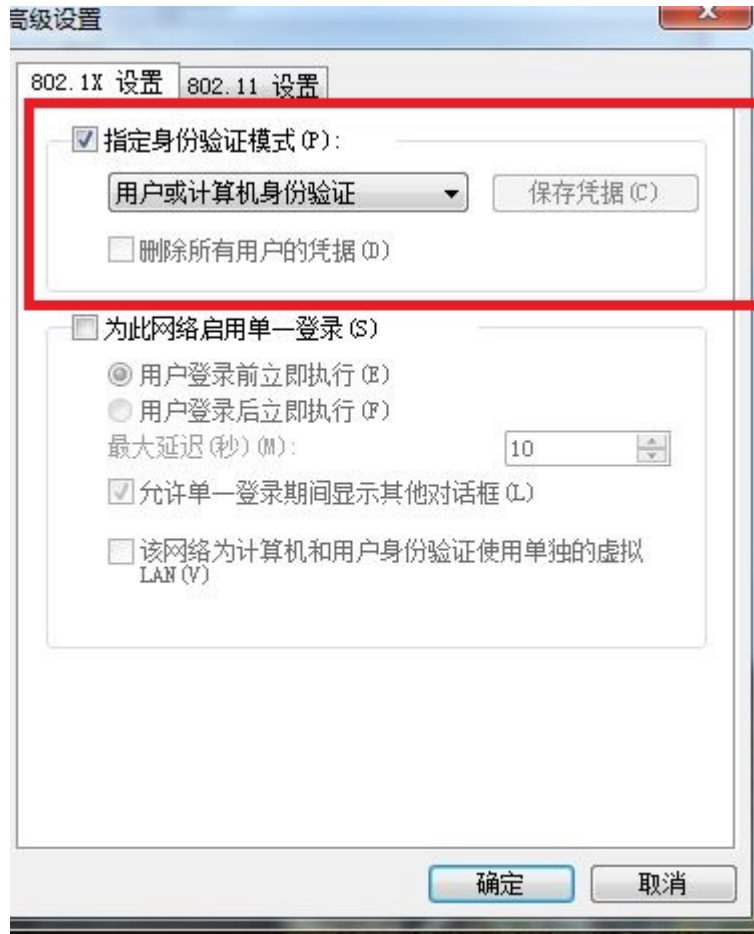 高级设置
802.1X 设置
802.11 设置
指定身份验证模式(P):
用户或计算机身份验证
保存凭据(C)
删除所有用户的凭据(D)
为此网络启用单一登录(S)
用户登录前立即执行(E)
用户登录后立即执行(F)
最大延迟(秒)(M):
10
允许单一登录期间显示其他对话框(L)
该网络为计算机和用户身份验证使用单独的虚拟
LAN(V)
确定
取消